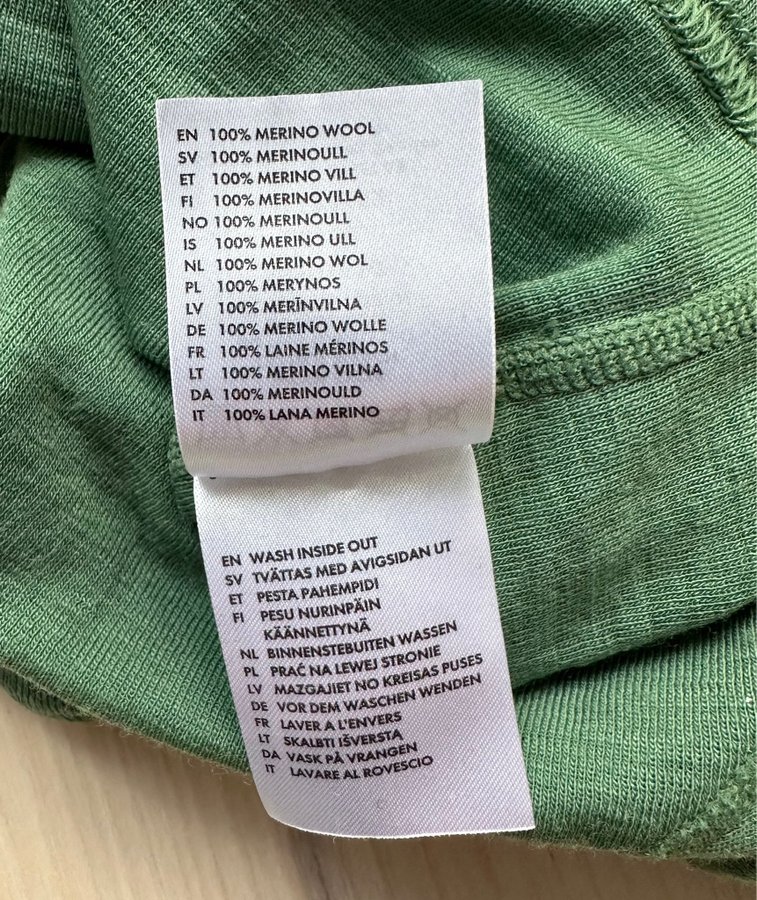 EN 100% MERINO WOOL
SV 100% MERINOULL
ET 100% MERINO VILL
FI 100% MERINOVILLA
NO 100% MERINOULL
IS 100% MERINO ULL
NL 100% MERINO WOL
PL 100% MERYNOS
LV 100% MERĪNVILNA
DE 100% MERINO WOLLE
FR 100% LAINE MÉRINOS
LT 100% MERINO VILNA
DA 100% MERINOULD
IT 100% LANA MERINO
EN WASH INSIDE OUT
SV TVÄTTAS MED AVIGSIDAN UT
ET PESTA PAHEMPIDI
FI PESU NURINPÄIN
KÄÄNNETTYNÄ
NL BINNENSTEBUITEN WASSEN
PL PRAĆ NA LEWEJ STRONIE
LV MAZGAJIET NO KREISAS PUSES
DE VOR DEM WASCHEN WENDEN
FR LAVER A L'ENVERS
LT SKALBTI IŠVERSTA
DA VASK PÅ VRANGEN
IT LAVARE AL ROVESCIO